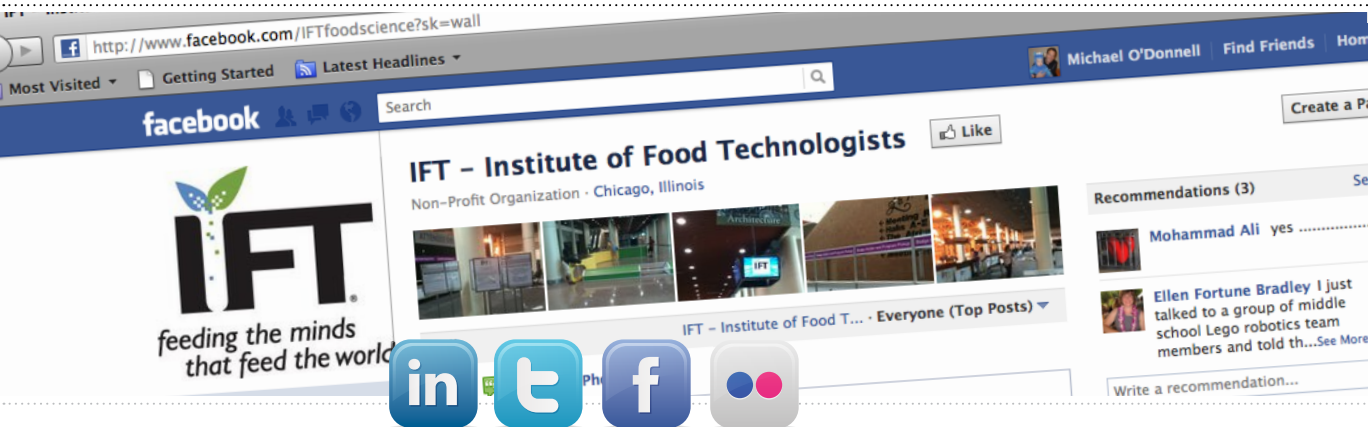 http://www.facebook.com/IFTfoodscience?sk=wall
Most Visited
Getting Started
Latest Headlines
facebook
Search
Michael O'Donnell
Find Friends
IFT – Institute of Food Technologists
Like
Create a
Non-Profit Organization · Chicago, Illinois
Architecture
IFT
IFT
®
feeding the minds
that feed the world
IFT – Institute of Food T... · Everyone (Top Posts)
Recommendations (3)
Mohammad Ali yes ...............
Ellen Fortune Bradley I just
talked to a group of middle
school Lego robotics team
members and told th...See More
Write a recommendation...
in
t
f